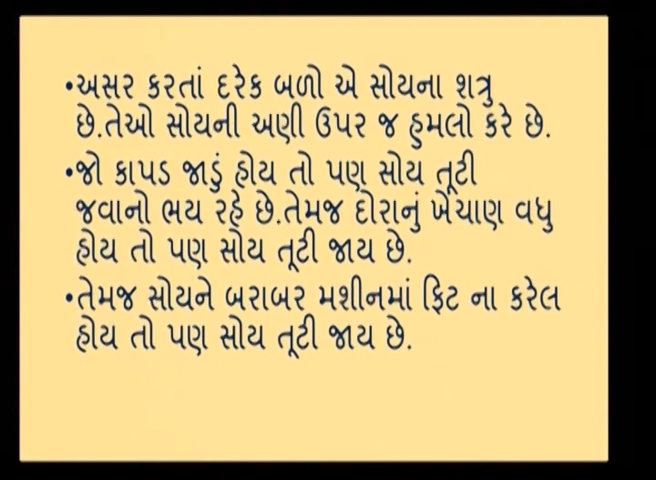 •અસર કરતાં દરેક બળો એ સોયના શત્રુ
છે.તેઓ સોયની અણી ઉપર જ હુમલો કરે છે.
•જો કાપડ જાડું હોય તો પણ સોય તૂટી
જવાનો ભય રહે છે.તેમજ દોરાનું ખેંચાણ વધુ
હોય તો પણ સોય તૂટી જાય છે.
•તેમજ સોયને બરાબર મશીનમાં ફિટ ના કરેલ
હોય તો પણ સોય તૂટી જાય છે.